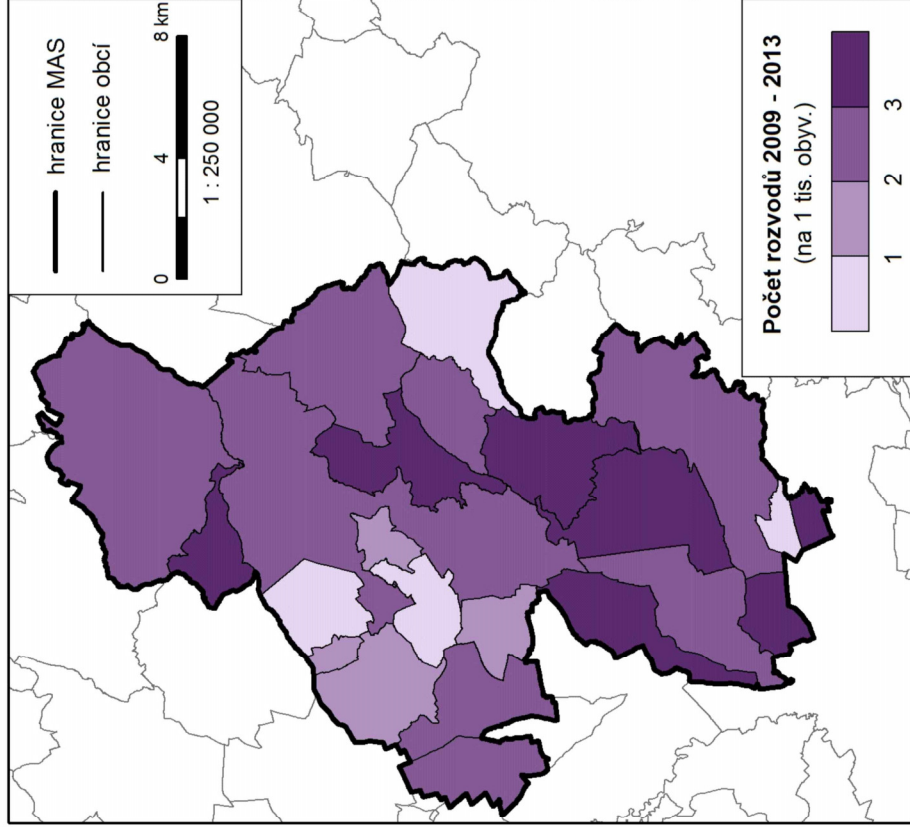 hranice MAS
hranice obcí
0 4 8 km
1 : 250 000
Počet rozvodů 2009 - 2013
(na 1 tis. obyv.)
1 2 3